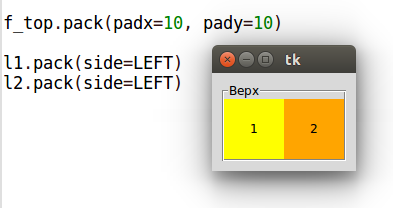 f_top.pack(padx=10, pady=10)
l1.pack(side=LEFT)
l2.pack(side=LEFT)
tk
Верх
1
2